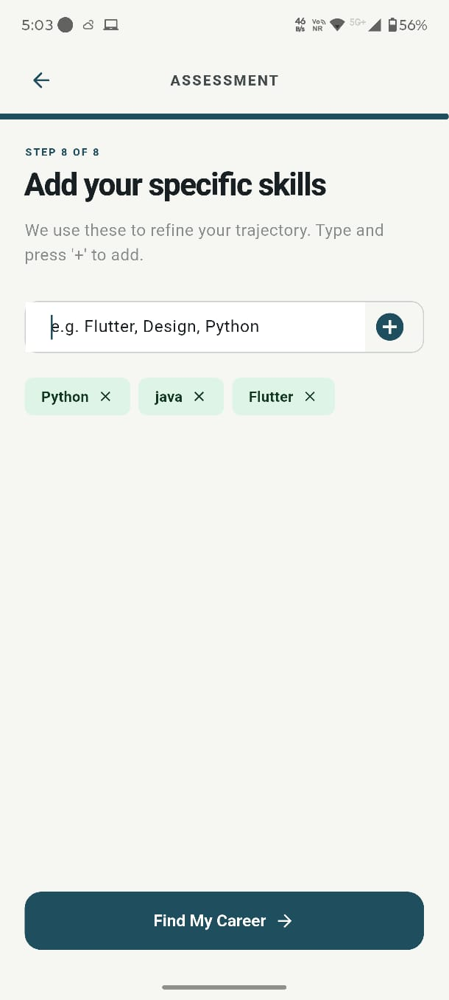 5:03
46 B/s
Vo NR
5G+
56%
ASSESSMENT
STEP 8 OF 8
Add your specific skills
We use these to refine your trajectory. Type and
press '+' to add.
e.g. Flutter, Design, Python
Python
java
Flutter
Find My Career